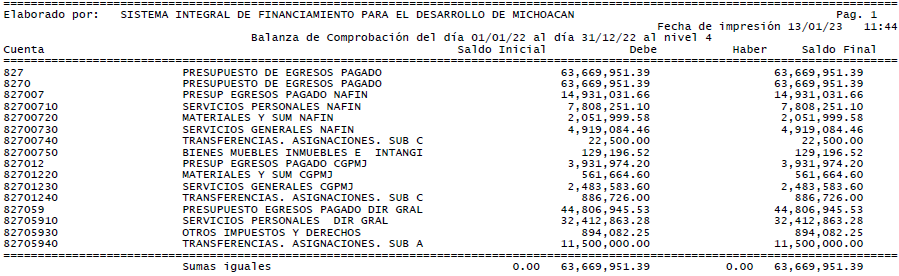 Elaborado por: SISTEMA INTEGRAL DE FINANCIAMIENTO PARA EL DESARROLLO DE MICHOACAN Pag. 1
Fecha de impresión 13/01/23 11:44
Balanza de Comprobación del día 01/01/22 al día 31/12/22 al nivel 4
Cuenta Saldo Inicial Debe Haber Saldo Final
827 PRESUPUESTO DE EGRESOS PAGADO 63,669,951.39 63,669,951.39
8270 PRESUPUESTO DE EGRESOS PAGADO 63,669,951.39 63,669,951.39
827007 PRESUP EGRESOS PAGADO NAFIN 14,931,031.66 14,931,031.66
82700710 SERVICIOS PERSONALES NAFIN 7,808,251.10 7,808,251.10
82700720 MATERIALES Y SUM NAFIN 2,051,999.58 2,051,999.58
82700730 SERVICIOS GENERALES NAFIN 4,919,084.46 4,919,084.46
82700740 TRANSFERENCIAS. ASIGNACIONES. SUB C 22,500.00 22,500.00
82700750 BIENES MUEBLES INMUEBLES E INTANGI 129,196.52 129,196.52
827012 PRESUP EGRESOS PAGADO CGPMJ 3,931,974.20 3,931,974.20
82701220 MATERIALES Y SUM CGPMJ 561,664.60 561,664.60
82701230 SERVICIOS GENERALES CGPMJ 2,483,583.60 2,483,583.60
82701240 TRANSFERENCIAS. ASIGNACIONES. SUB C 886,726.00 886,726.00
827059 PRESUPUESTO EGRESOS PAGADO DIR GRAL 44,806,945.53 44,806,945.53
82705910 SERVICIOS PERSONALES DIR GRAL 32,412,863.28 32,412,863.28
82705930 OTROS IMPUESTOS Y DERECHOS 894,082.25 894,082.25
82705940 TRANSFERENCIAS. ASIGNACIONES. SUB A 11,500,000.00 11,500,000.00
Sumas iguales 0.00 63,669,951.39 0.00 63,669,951.39